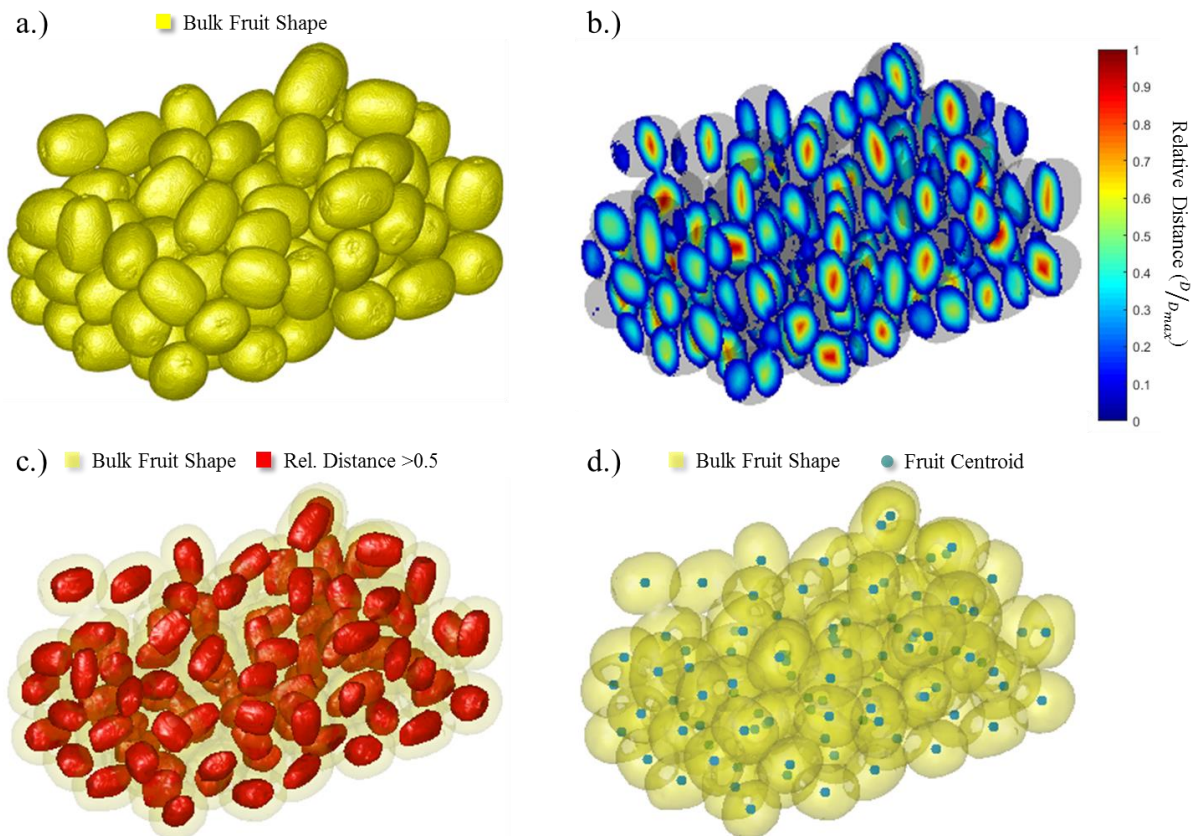 a.)
Bulk Fruit Shape
b.)
1
0.9
0.8
0.7
0.6
0.5
0.4
0.3
0.2
0.1
0
Relative Distance (D/Dmax)
c.)
Bulk Fruit Shape Rel. Distance >0.5
d.)
Bulk Fruit Shape Fruit Centroid